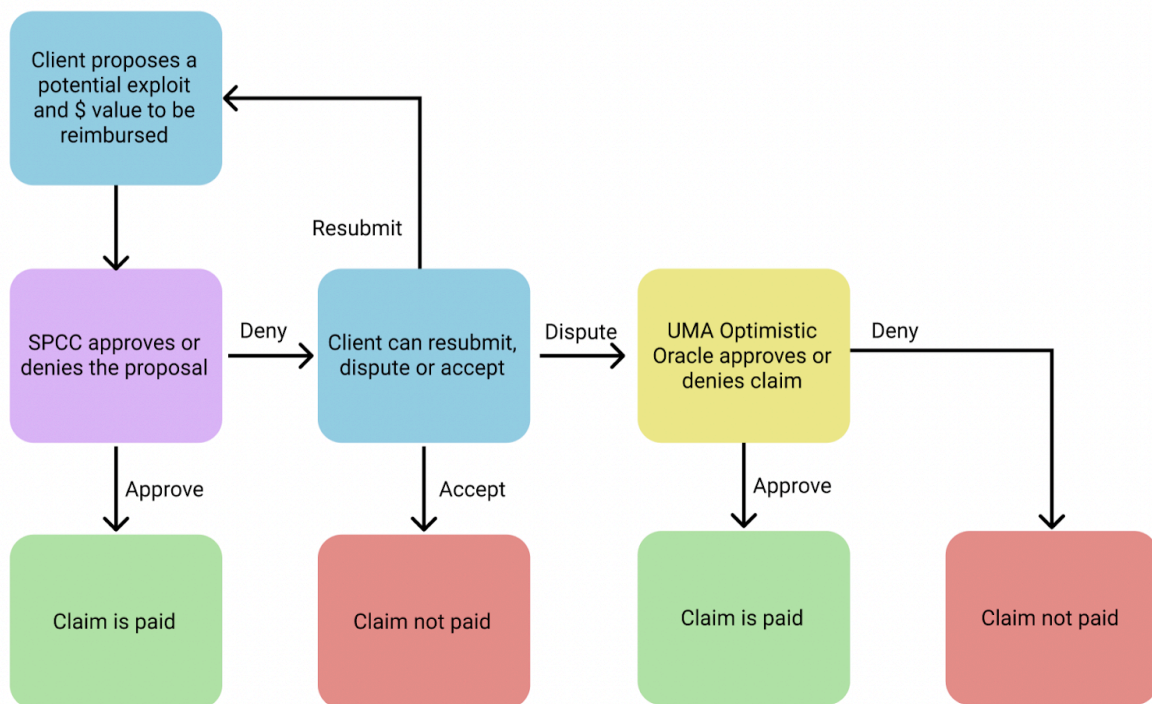 Client proposes a
potential exploit
and $ value to be
reimbursed
Resubmit
SPCC approves or
denies the proposal
Deny
Client can resubmit,
dispute or accept
Dispute
UMA Optimistic
Oracle approves or
denies claim
Deny
Approve
Accept
Approve
Claim is paid
Claim not paid
Claim is paid
Claim not paid